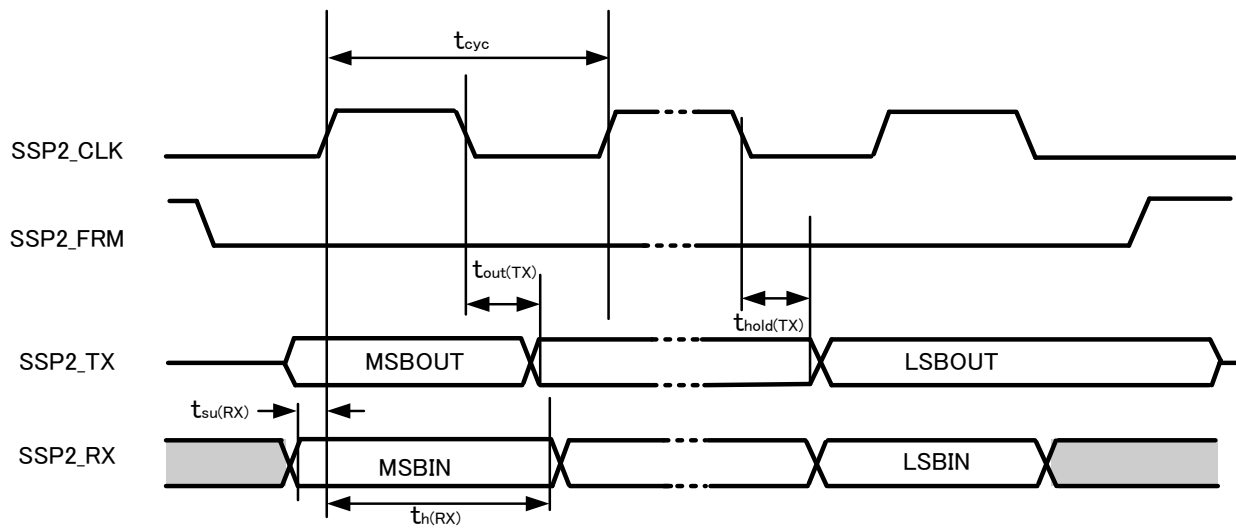 tcyc
SSP2_CLK
SSP2_FRM
tout(TX)
thold(TX)
SSP2_TX
MSBOUT
LSBOUT
tsu(RX)
SSP2_RX
MSBIN
LSBIN
th(RX)